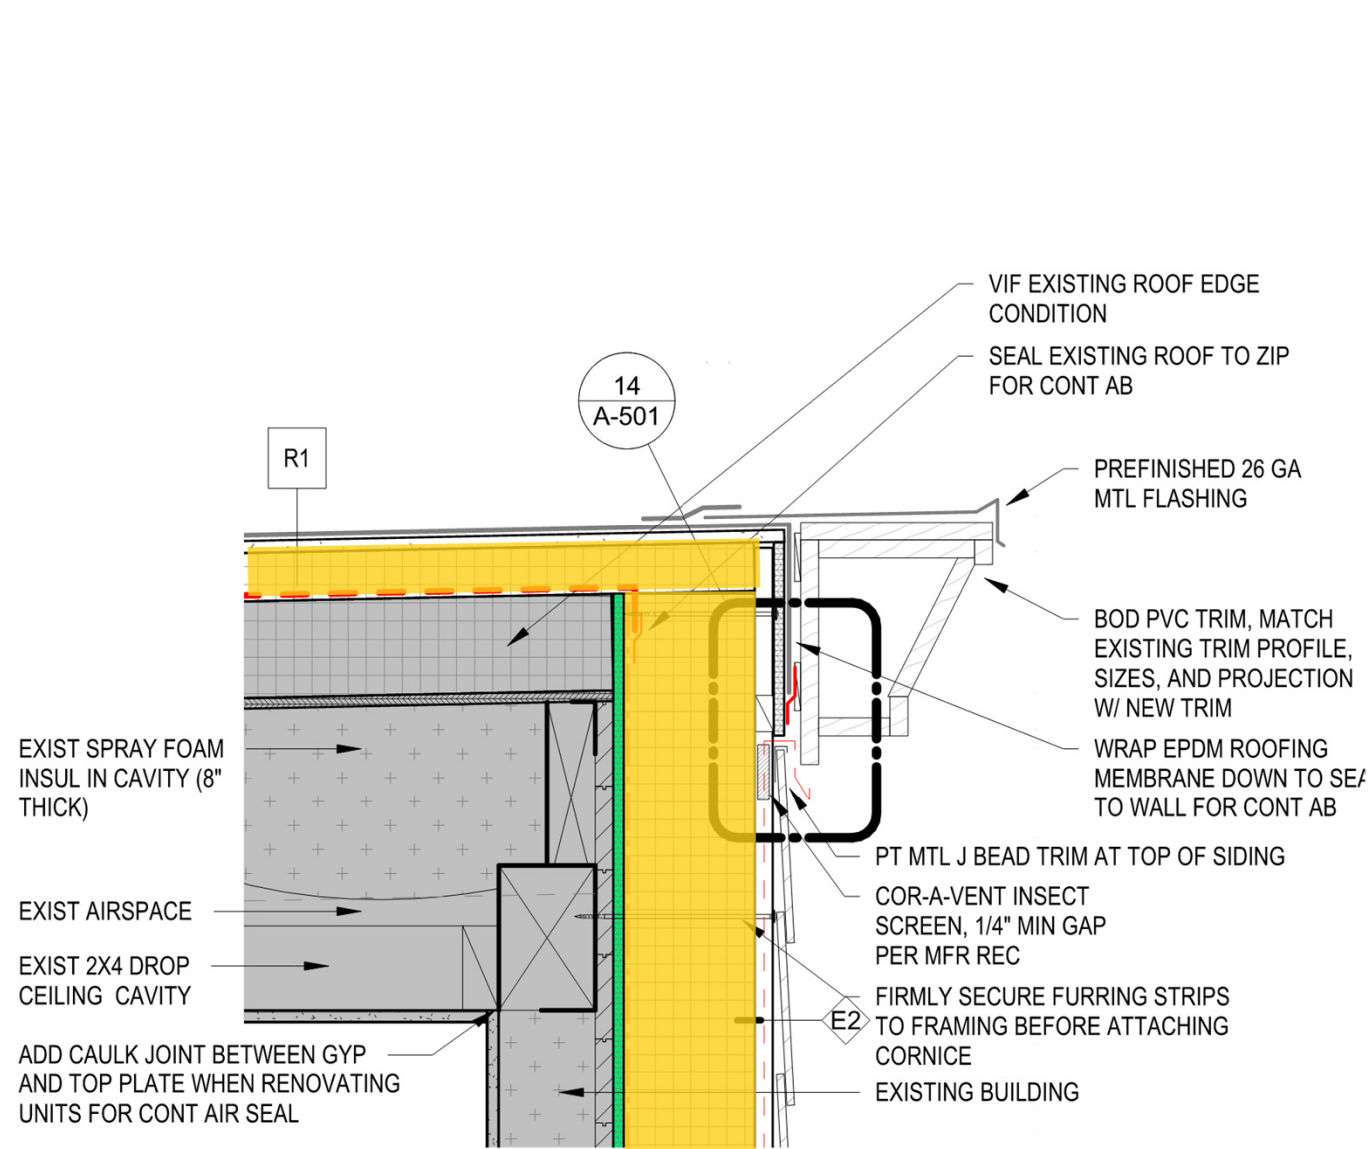 VIF EXISTING ROOF EDGE
CONDITION
SEAL EXISTING ROOF TO ZIP
FOR CONT AB
14
A-501
R1
PREFINISHED 26 GA
MTL FLASHING
BOD PVC TRIM, MATCH
EXISTING TRIM PROFILE,
SIZES, AND PROJECTION
W/ NEW TRIM
WRAP EPDM ROOFING
MEMBRANE DOWN TO SEA
TO WALL FOR CONT AB
EXIST SPRAY FOAM
INSUL IN CAVITY (8"
THICK)
PT MTL J BEAD TRIM AT TOP OF SIDING
COR-A-VENT INSECT
SCREEN, 1/4" MIN GAP
PER MFR REC
EXIST AIRSPACE
EXIST 2X4 DROP
CEILING CAVITY
FIRMLY SECURE FURRING STRIPS
TO FRAMING BEFORE ATTACHING
CORNICE
E2
ADD CAULK JOINT BETWEEN GYP
AND TOP PLATE WHEN RENOVATING
UNITS FOR CONT AIR SEAL
EXISTING BUILDING